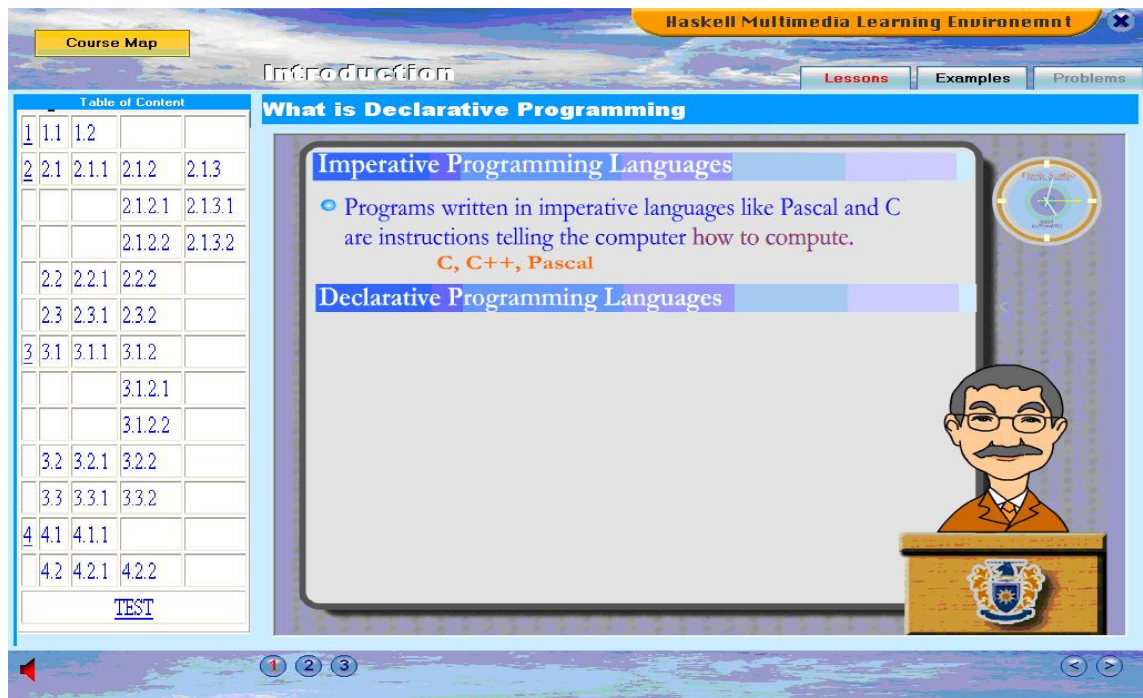 Haskell Multimedia Learning Environemnt
Course Map
Introduction
Lessons Examples Problems
Table of Content
What is Declarative Programming
1 1.1 1.2
2 2.1 2.1.1 2.1.2 2.1.3
2.1.2.1 2.1.3.1
2.1.2.2 2.1.3.2
2.2 2.2.1 2.2.2
2.3 2.3.1 2.3.2
3 3.1 3.1.1 3.1.2
3.1.2.1
3.1.2.2
3.2 3.2.1 3.2.2
3.3 3.3.1 3.3.2
4 4.1 4.1.1
4.2 4.2.1 4.2.2
TEST
Imperative Programming Languages
Programs written in imperative languages like Pascal and C
are instructions telling the computer how to compute.
C, C++, Pascal
Declarative Programming Languages
1 2 3
< >